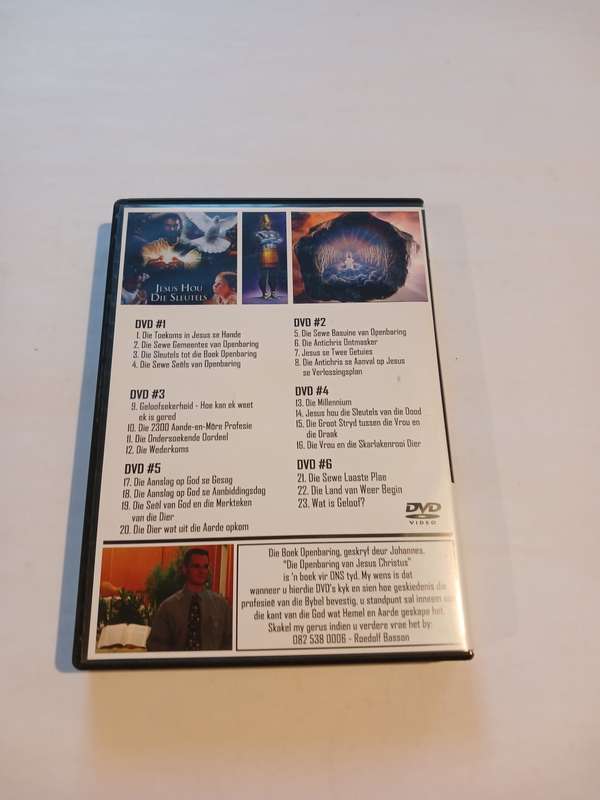 JESUS HOU
DIE SLEUTELS
DVD #1
1. Die Toekoms in Jesus se Hande
2. Die Sewe Gemeentes van Openbaring
3. Die Sleutels tot die Boek Openbaring
4. Die Sewe Seëls van Openbaring
DVD #2
5. Die Sewe Basuine van Openbaring
6. Die Antichris Ontmasker
7. Jesus se Twee Getuies
8. Die Antichris se Aanval op Jesus
se Verlossingsplan
DVD #3
9. Geloofsekerheid - Hoe kan ek weet
ek is gered
10. Die 2300 Aande-en-Môre Profesie
11. Die Ondersoekende Oordeel
12. Die Wederkoms
DVD #4
13. Die Millennium
14. Jesus hou die Sleutels van die Dood
15. Die Groot Stryd tussen die Vrou en
die Draak
16. Die Vrou en die Skarlakenrooi Dier
DVD #5
17. Die Aanslag op God se Gesag
18. Die Aanslag op God se Aanbiddingsdag
19. Die Seël van God en die Merkteken
van die Dier
20. Die Dier wat uit die Aarde opkom
DVD #6
21. Die Sewe Laaste Plae
22. Die Land van Weer Begin
23. Wat is Geloof?
DVD
VIDEO
Die Boek Openbaring, geskryf deur Johannes,
"Die Openbaring van Jesus Christus"
is 'n boek vir ONS tyd. My wens is dat
wanneer u hierdie DVD's kyk en sien hoe geskiedenis die
profesieë van die Bybel bevestig, u standpunt sal inneem aan
die kant van die God wat Hemel en Aarde geskape het.
Skakel my gerus indien u verdere vrae het by:
082 538 0006 - Roedolf Basson